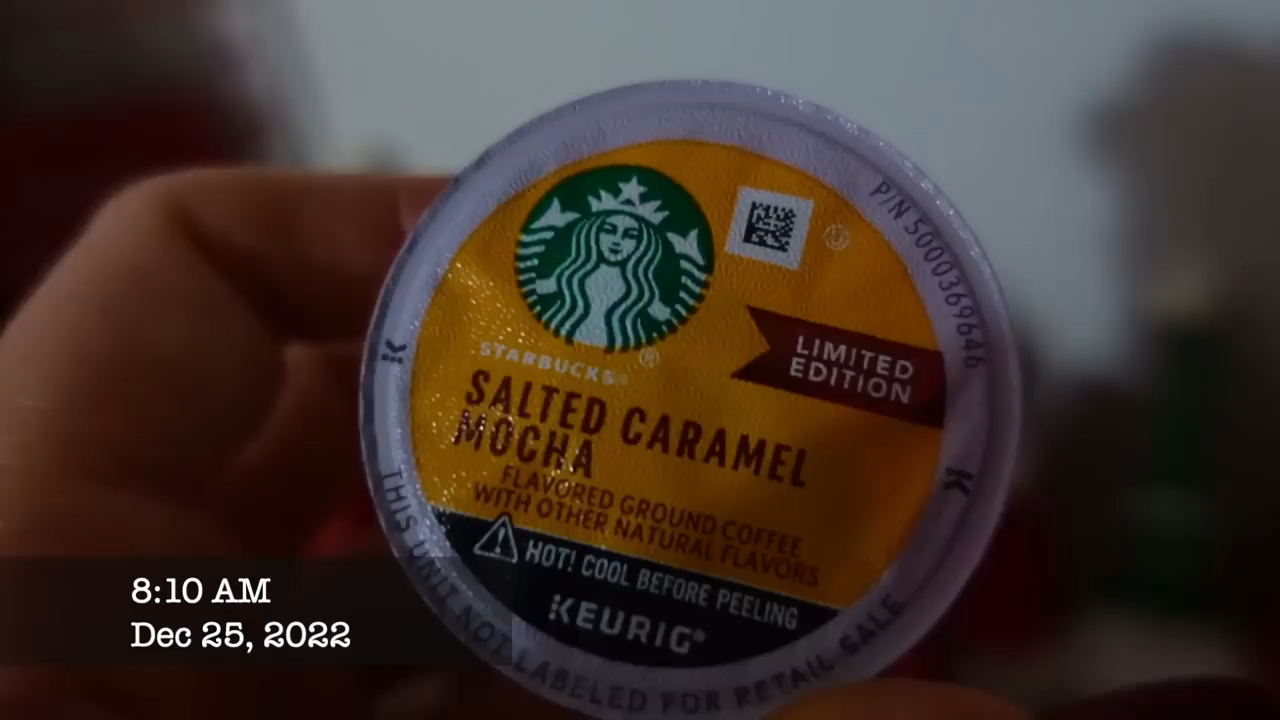 P/N 5000369646
LIMITED
EDITION
STARBUCKS®
SALTED CARAMEL
MOCHA
FLAVORED GROUND COFFEE
WITH OTHER NATURAL FLAVORS
HOT! COOL BEFORE PEELING
KEURIG®
THIS UNIT NOT LABELED FOR RETAIL SALE
K
K
U
8:10 AM
Dec 25, 2022